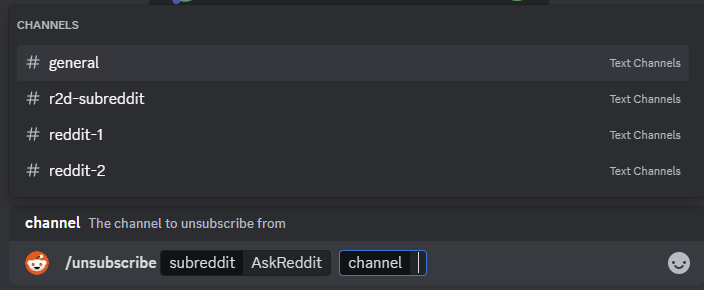 CHANNELS
# general Text Channels
# r2d-subreddit Text Channels
# reddit-1 Text Channels
# reddit-2 Text Channels
channel The channel to unsubscribe from
/unsubscribe subreddit AskReddit channel